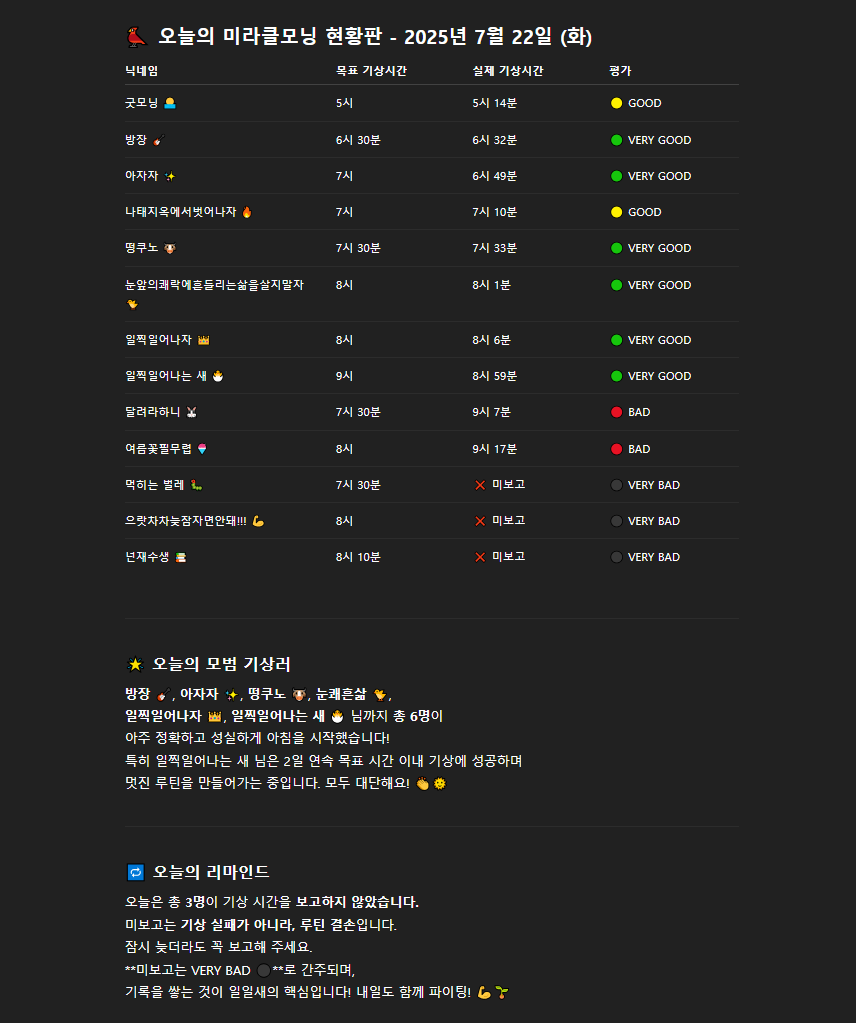 🐦 오늘의 미라클모닝 현황판 - 2025년 7월 22일 (화)
닉네임 목표 기상시간 실제 기상시간 평가
굿모닝 🌅 5시 5시 14분 🟡 GOOD
방장 🎸 6시 30분 6시 32분 🟢 VERY GOOD
아자자 ✨ 7시 6시 49분 🟢 VERY GOOD
나태지옥에서벗어나자 🔥 7시 7시 10분 🟡 GOOD
떵쿠노 🐮 7시 30분 7시 33분 🟢 VERY GOOD
눈앞의쾌락에흔들리는삶을살지말자 8시 8시 1분 🟢 VERY GOOD
🐤
일찍일어나자 👑 8시 8시 6분 🟢 VERY GOOD
일찍일어나는 새 🐣 9시 8시 59분 🟢 VERY GOOD
달려라하니 🐰 7시 30분 9시 7분 🔴 BAD
여름꽃필무렵 🍧 8시 9시 17분 🔴 BAD
먹히는 벌레 🐛 7시 30분 ❌ 미보고 ⚫ VERY BAD
으랏차차늦잠자면안돼!!! 💪 8시 ❌ 미보고 ⚫ VERY BAD
넌재수생 📚 8시 10분 ❌ 미보고 ⚫ VERY BAD
🌟 오늘의 모범 기상러
방장 🎸, 아자자 ✨, 떵쿠노 🐮, 눈쾌흔삶 🐤,
일찍일어나자 👑, 일찍일어나는 새 🐣 님까지 총 6명이
아주 정확하고 성실하게 아침을 시작했습니다!
특히 일찍일어나는 새 님은 2일 연속 목표 시간 이내 기상에 성공하며
멋진 루틴을 만들어가는 중입니다. 모두 대단해요! 👏🌞
🔁 오늘의 리마인드
오늘은 총 3명이 기상 시간을 보고하지 않았습니다.
미보고는 기상 실패가 아니라, 루틴 결손입니다.
잠시 늦더라도 꼭 보고해 주세요.
**미보고는 VERY BAD ⚫**로 간주되며,
기록을 쌓는 것이 일일새의 핵심입니다! 내일도 함께 파이팅! 💪🌱